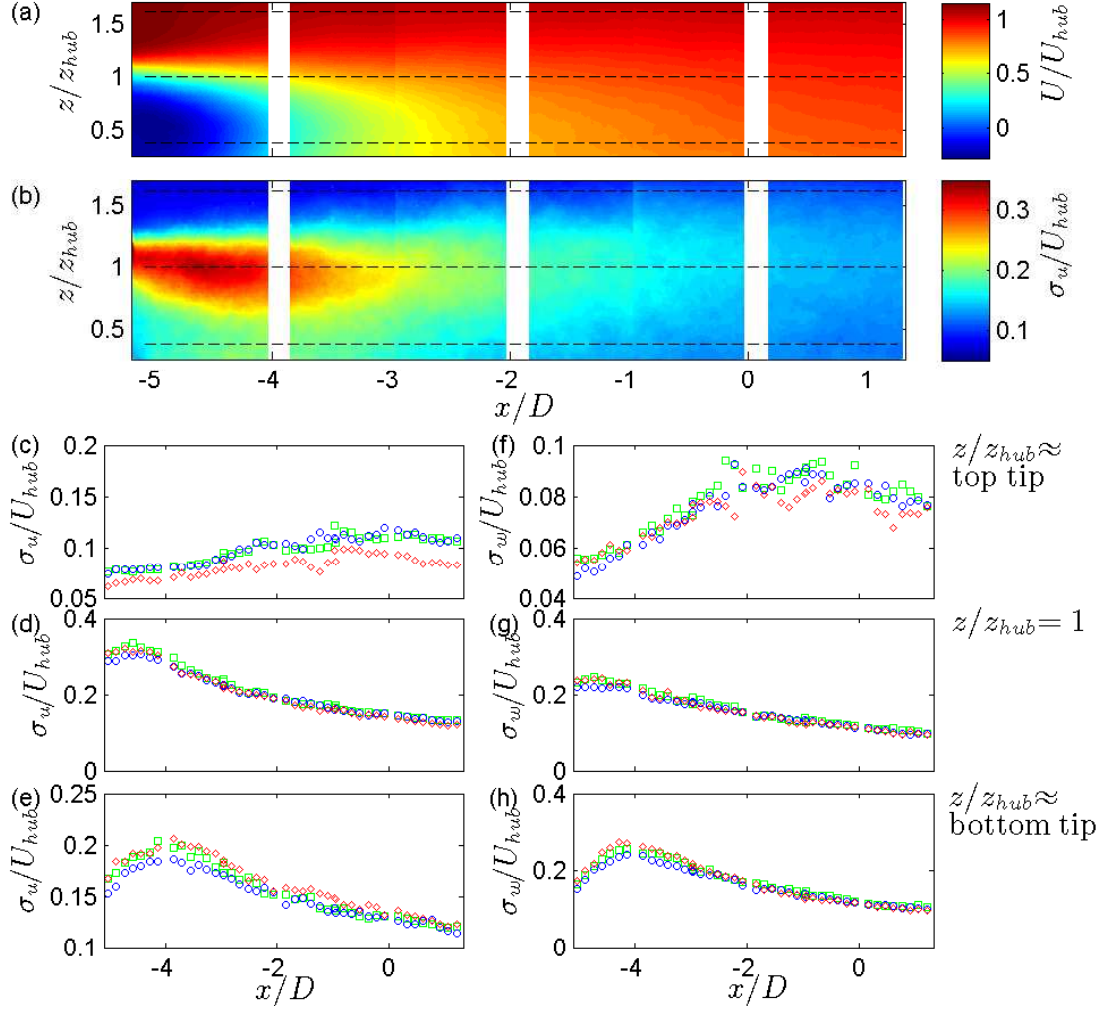 (a)
z/z_hub
1.5
1
0.5
1
0.5
0
U/U_hub
(b)
z/z_hub
1.5
1
0.5
0.3
0.2
0.1
σ_u/U_hub
-5 -4 -3 -2 -1 0 1
x/D
(c)
σ_u/U_hub
0.2
0.15
0.1
0.05
(f)
σ_w/U_hub
0.1
0.08
0.06
0.04
z/z_hub≈
top tip
(d)
σ_u/U_hub
0.4
0.2
0
(g)
σ_w/U_hub
0.4
0.2
0
z/z_hub= 1
(e)
σ_u/U_hub
0.25
0.2
0.15
0.1
(h)
σ_w/U_hub
0.4
0.2
0
z/z_hub≈
bottom tip
-4 -2 0
x/D
-4 -2 0
x/D